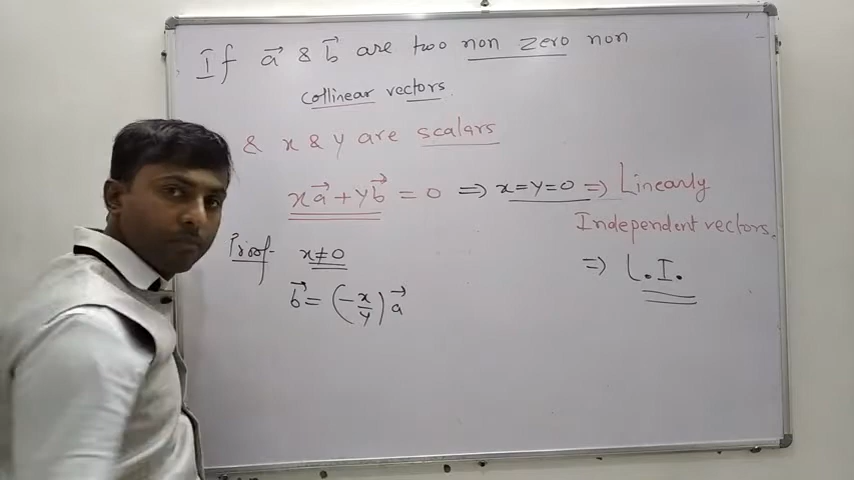 If a⃗ & b⃗ are two non zero non
collinear vectors.
& x & y are scalars
xa⃗ + yb⃗ = 0 ⇒ x=y=0 ⇒ Linearly
Independent vectors.
Proof- x≠0
⇒ L.I.
b⃗ = (-x/y) a⃗